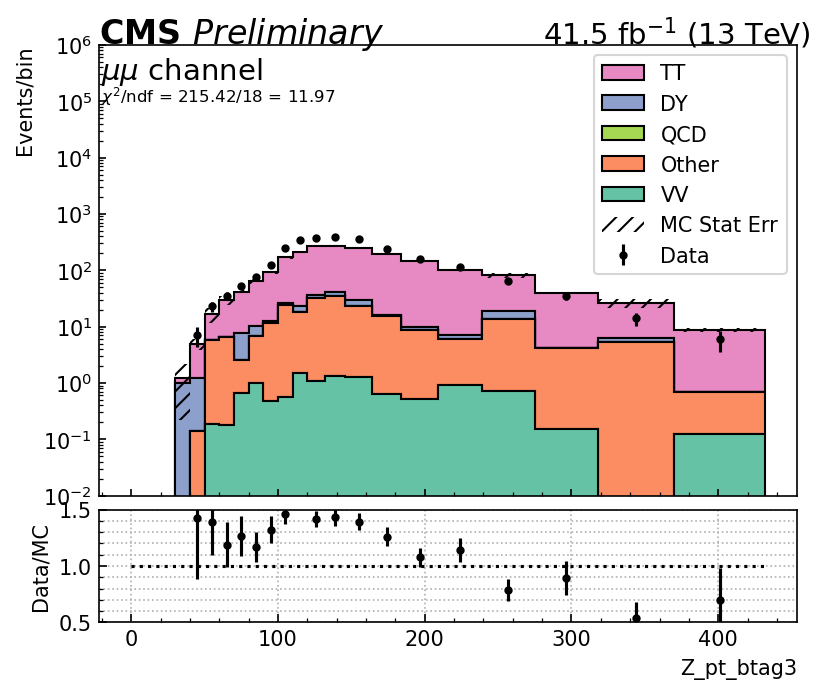 CMS Preliminary 41.5 fb⁻¹ (13 TeV)
μμ channel
χ²/ndf = 215.42/18 = 11.97
Events/bin
10⁶
10⁵
10⁴
10³
10²
10¹
10⁰
10⁻¹
10⁻²
TT
DY
QCD
Other
VV
MC Stat Err
Data
Data/MC
1.5
1.0
0.5
0 100 200 300 400
Z_pt_btag3